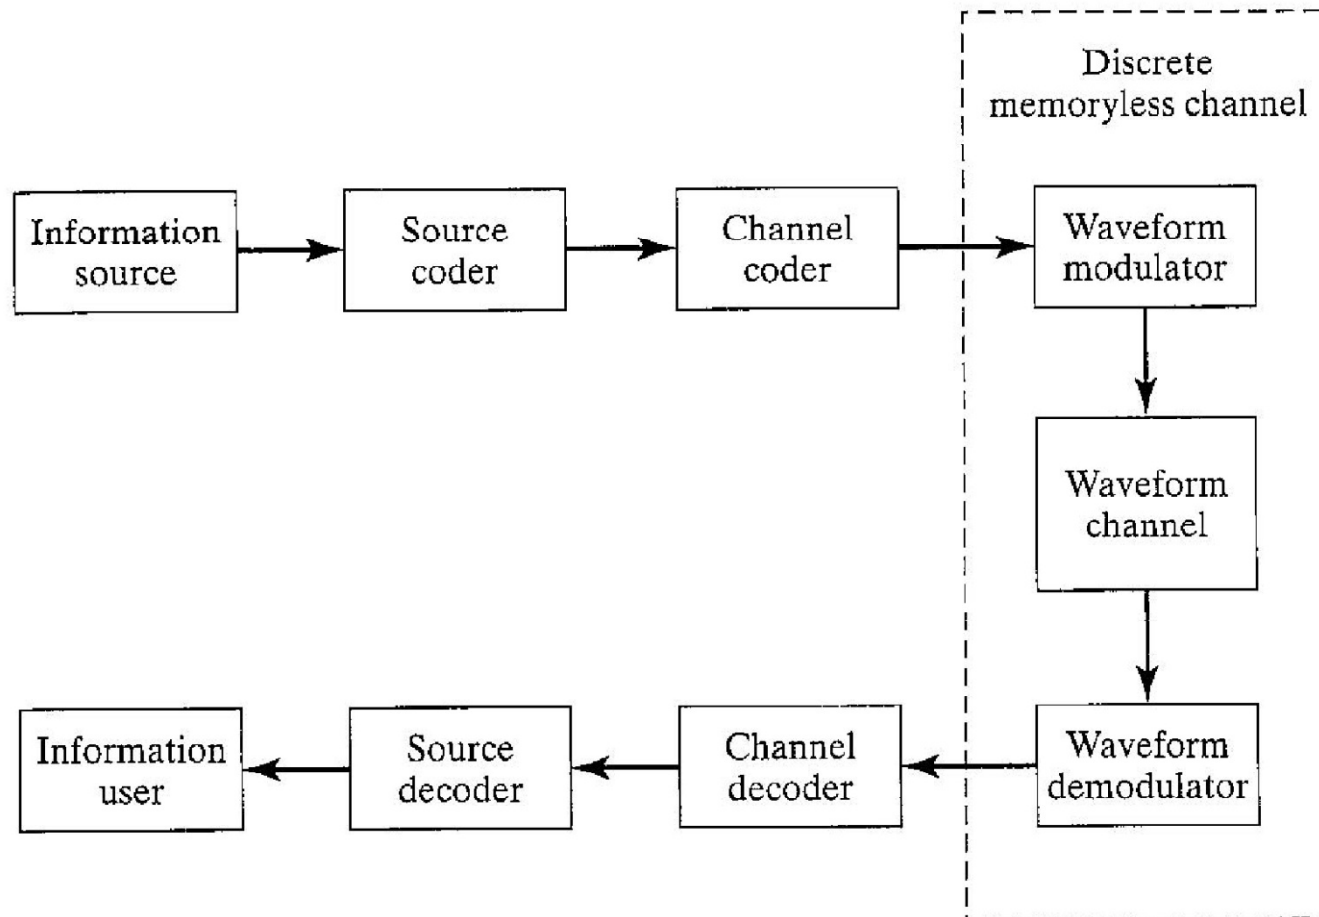 Discrete
memoryless channel
Information
source
Source
coder
Channel
coder
Waveform
modulator
Waveform
channel
Information
user
Source
decoder
Channel
decoder
Waveform
demodulator